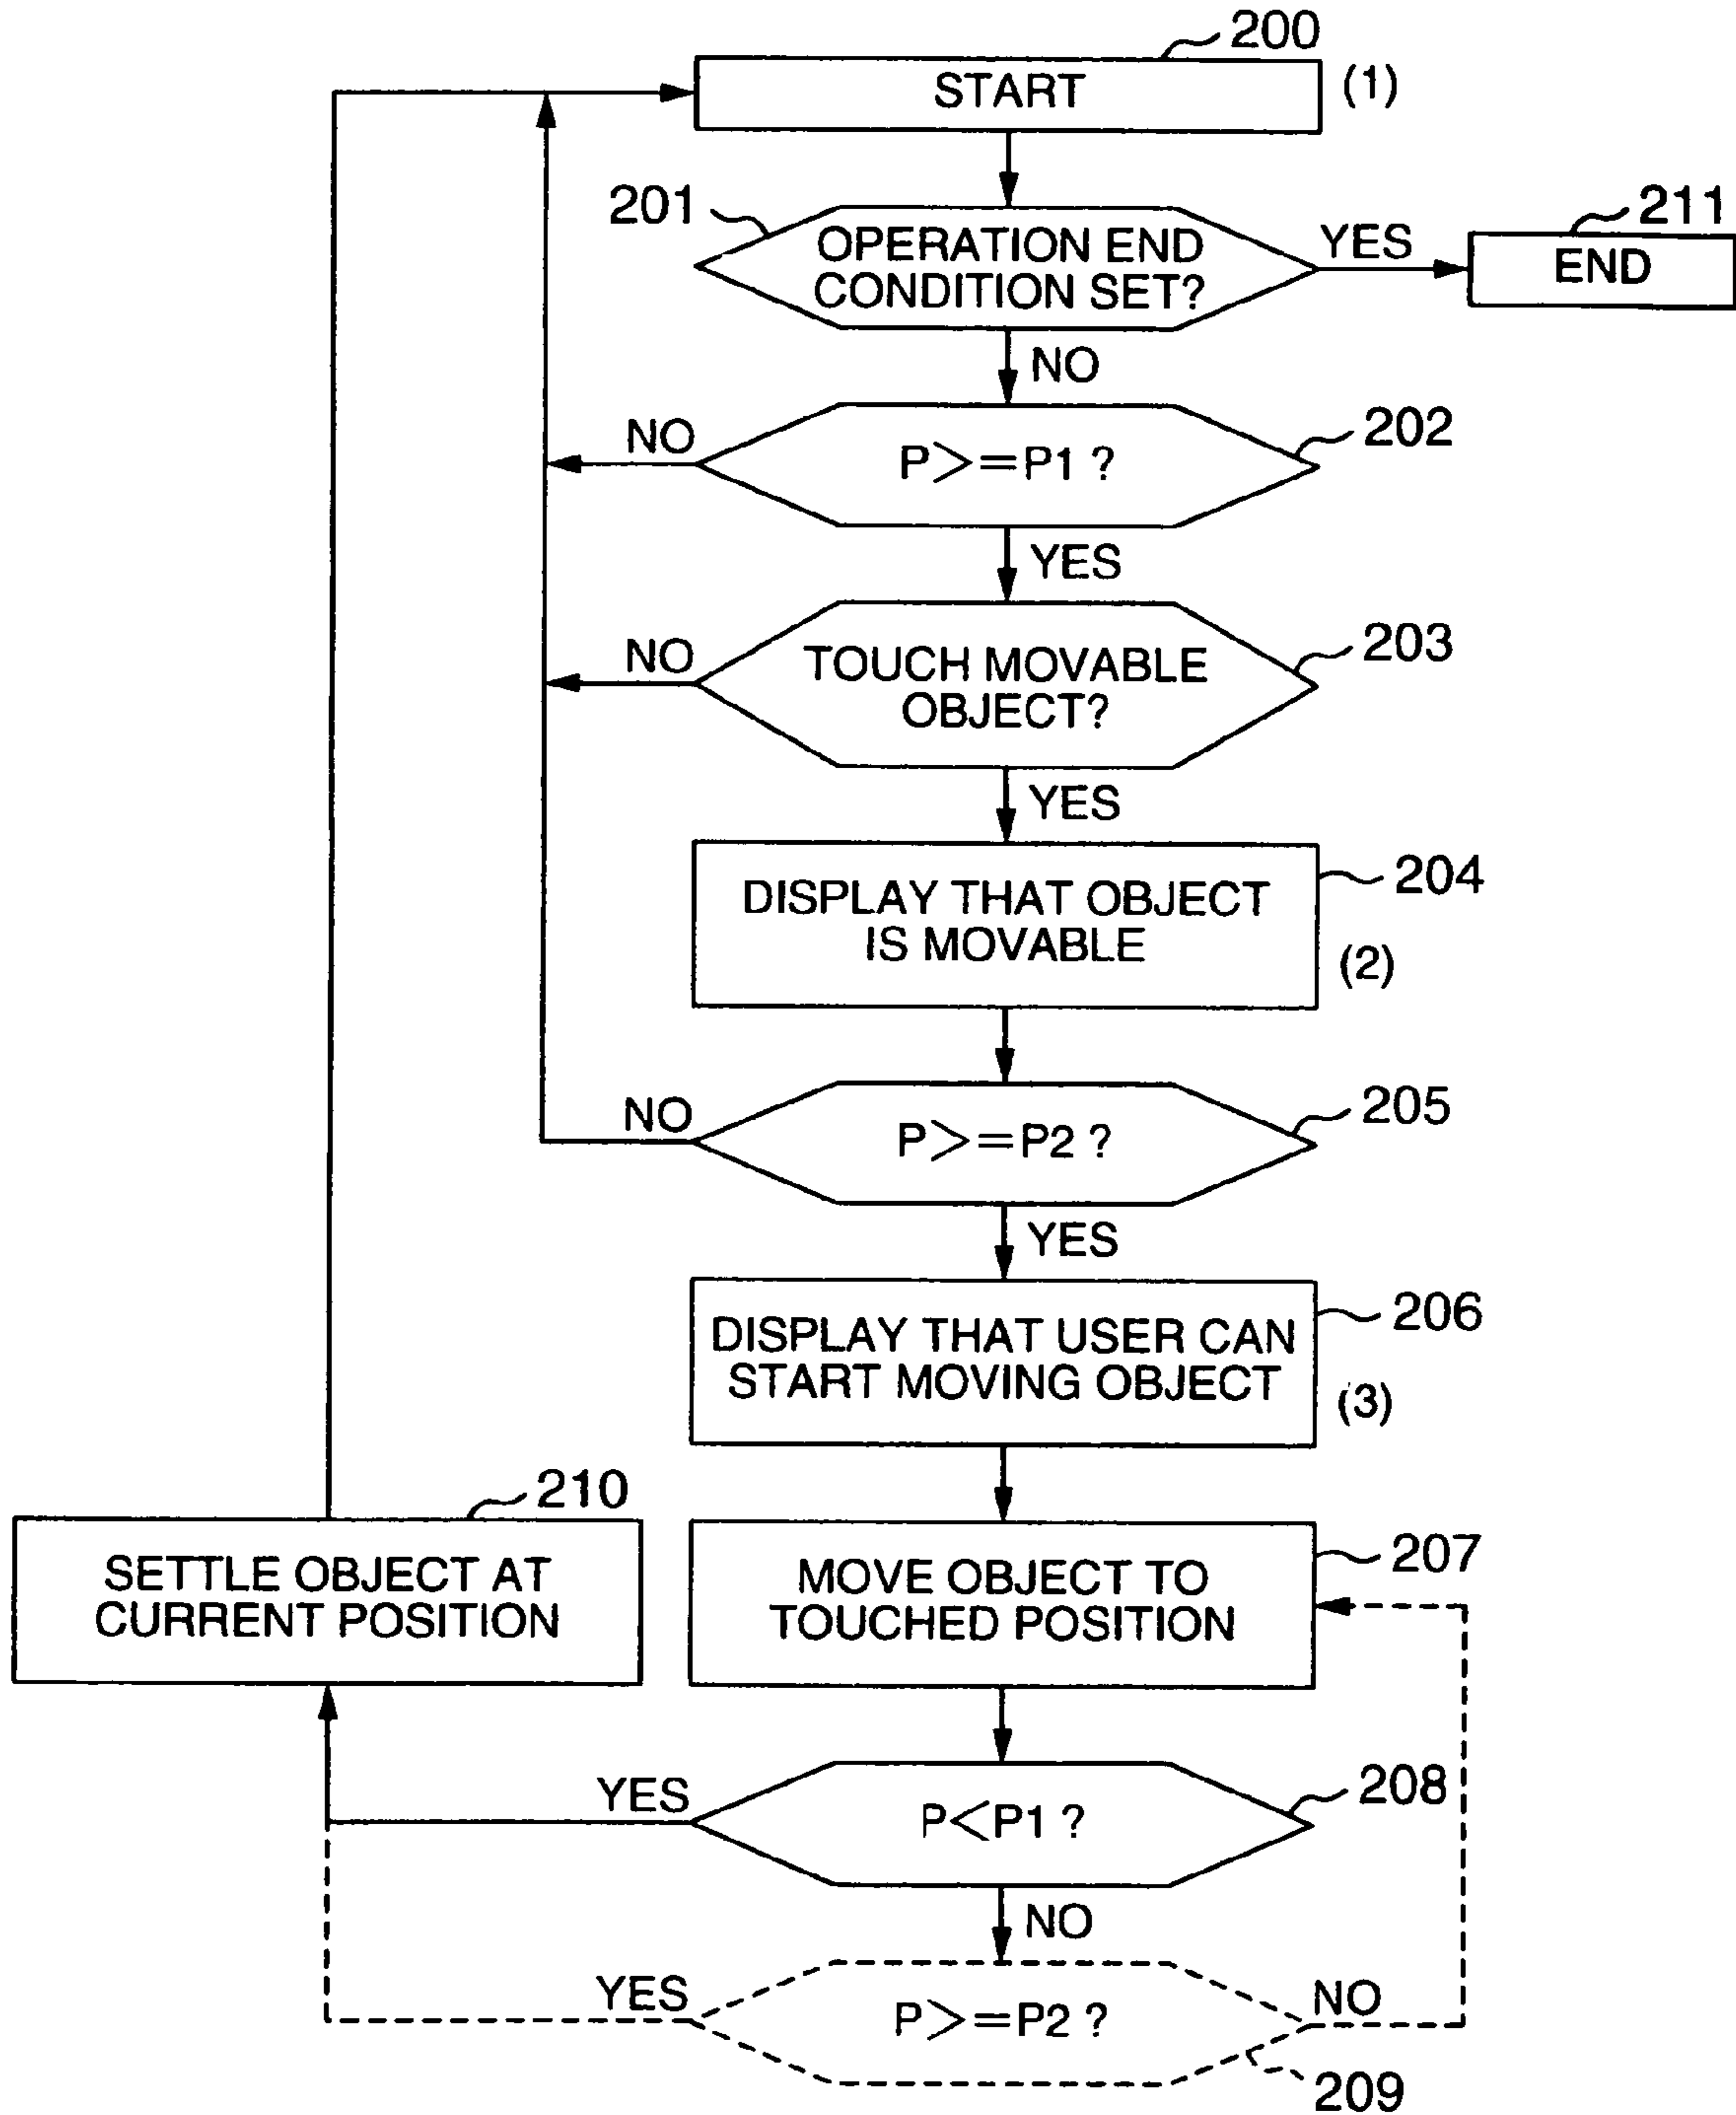 200
START
(1)
201
OPERATION END
CONDITION SET?
YES
211
END
NO
202
P>=P1 ?
NO
YES
203
TOUCH MOVABLE
OBJECT?
NO
YES
204
DISPLAY THAT OBJECT
IS MOVABLE
(2)
205
P>=P2 ?
NO
YES
206
DISPLAY THAT USER CAN
START MOVING OBJECT
(3)
210
SETTLE OBJECT AT
CURRENT POSITION
207
MOVE OBJECT TO
TOUCHED POSITION
208
YES
P<P1 ?
NO
YES
P>=P2 ?
NO
209